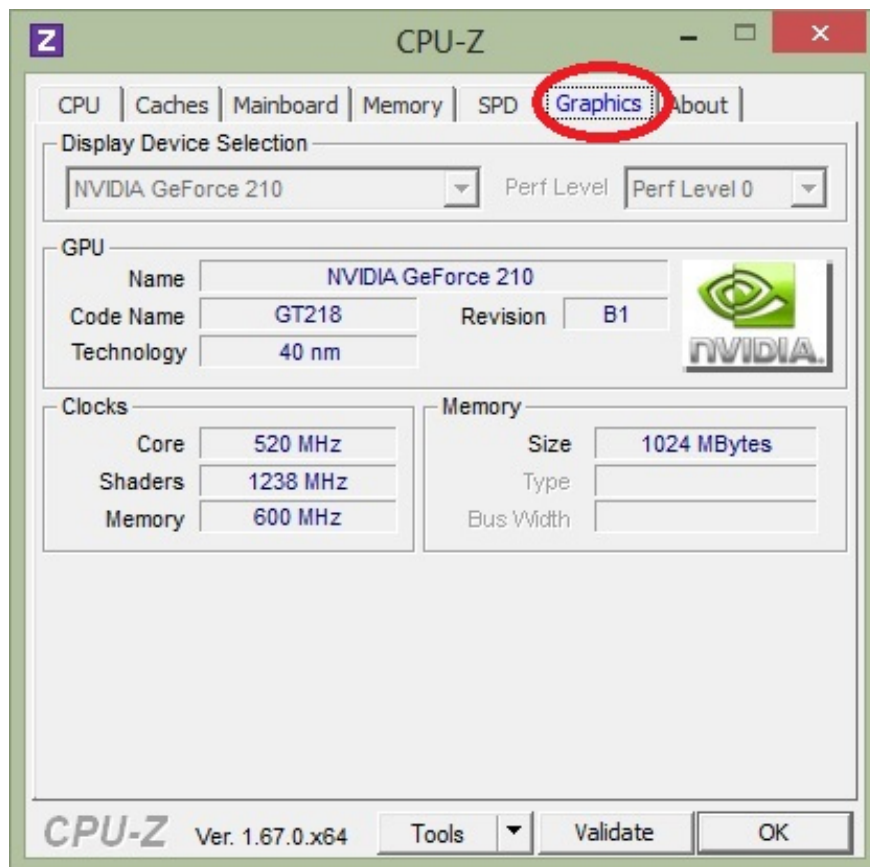 Z CPU-Z
CPU Caches Mainboard Memory SPD Graphics About
Display Device Selection
NVIDIA GeForce 210 Perf Level Perf Level 0
GPU
Name NVIDIA GeForce 210
Code Name GT218 Revision B1
Technology 40 nm
NVIDIA.
Clocks Memory
Core 520 MHz Size 1024 MBytes
Shaders 1238 MHz Type
Memory 600 MHz Bus Width
CPU-Z Ver. 1.67.0.x64 Tools Validate OK